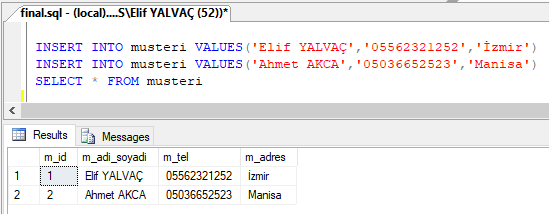 final.sql - (local)....S\Elif YALVAÇ (52))*
INSERT INTO musteri VALUES('Elif YALVAÇ','05562321252','İzmir')
INSERT INTO musteri VALUES('Ahmet AKCA','05036652523','Manisa')
SELECT * FROM musteri
Results Messages
m_id m_adi_soyadi m_tel m_adres
1 1 Elif YALVAÇ 05562321252 İzmir
2 2 Ahmet AKCA 05036652523 Manisa